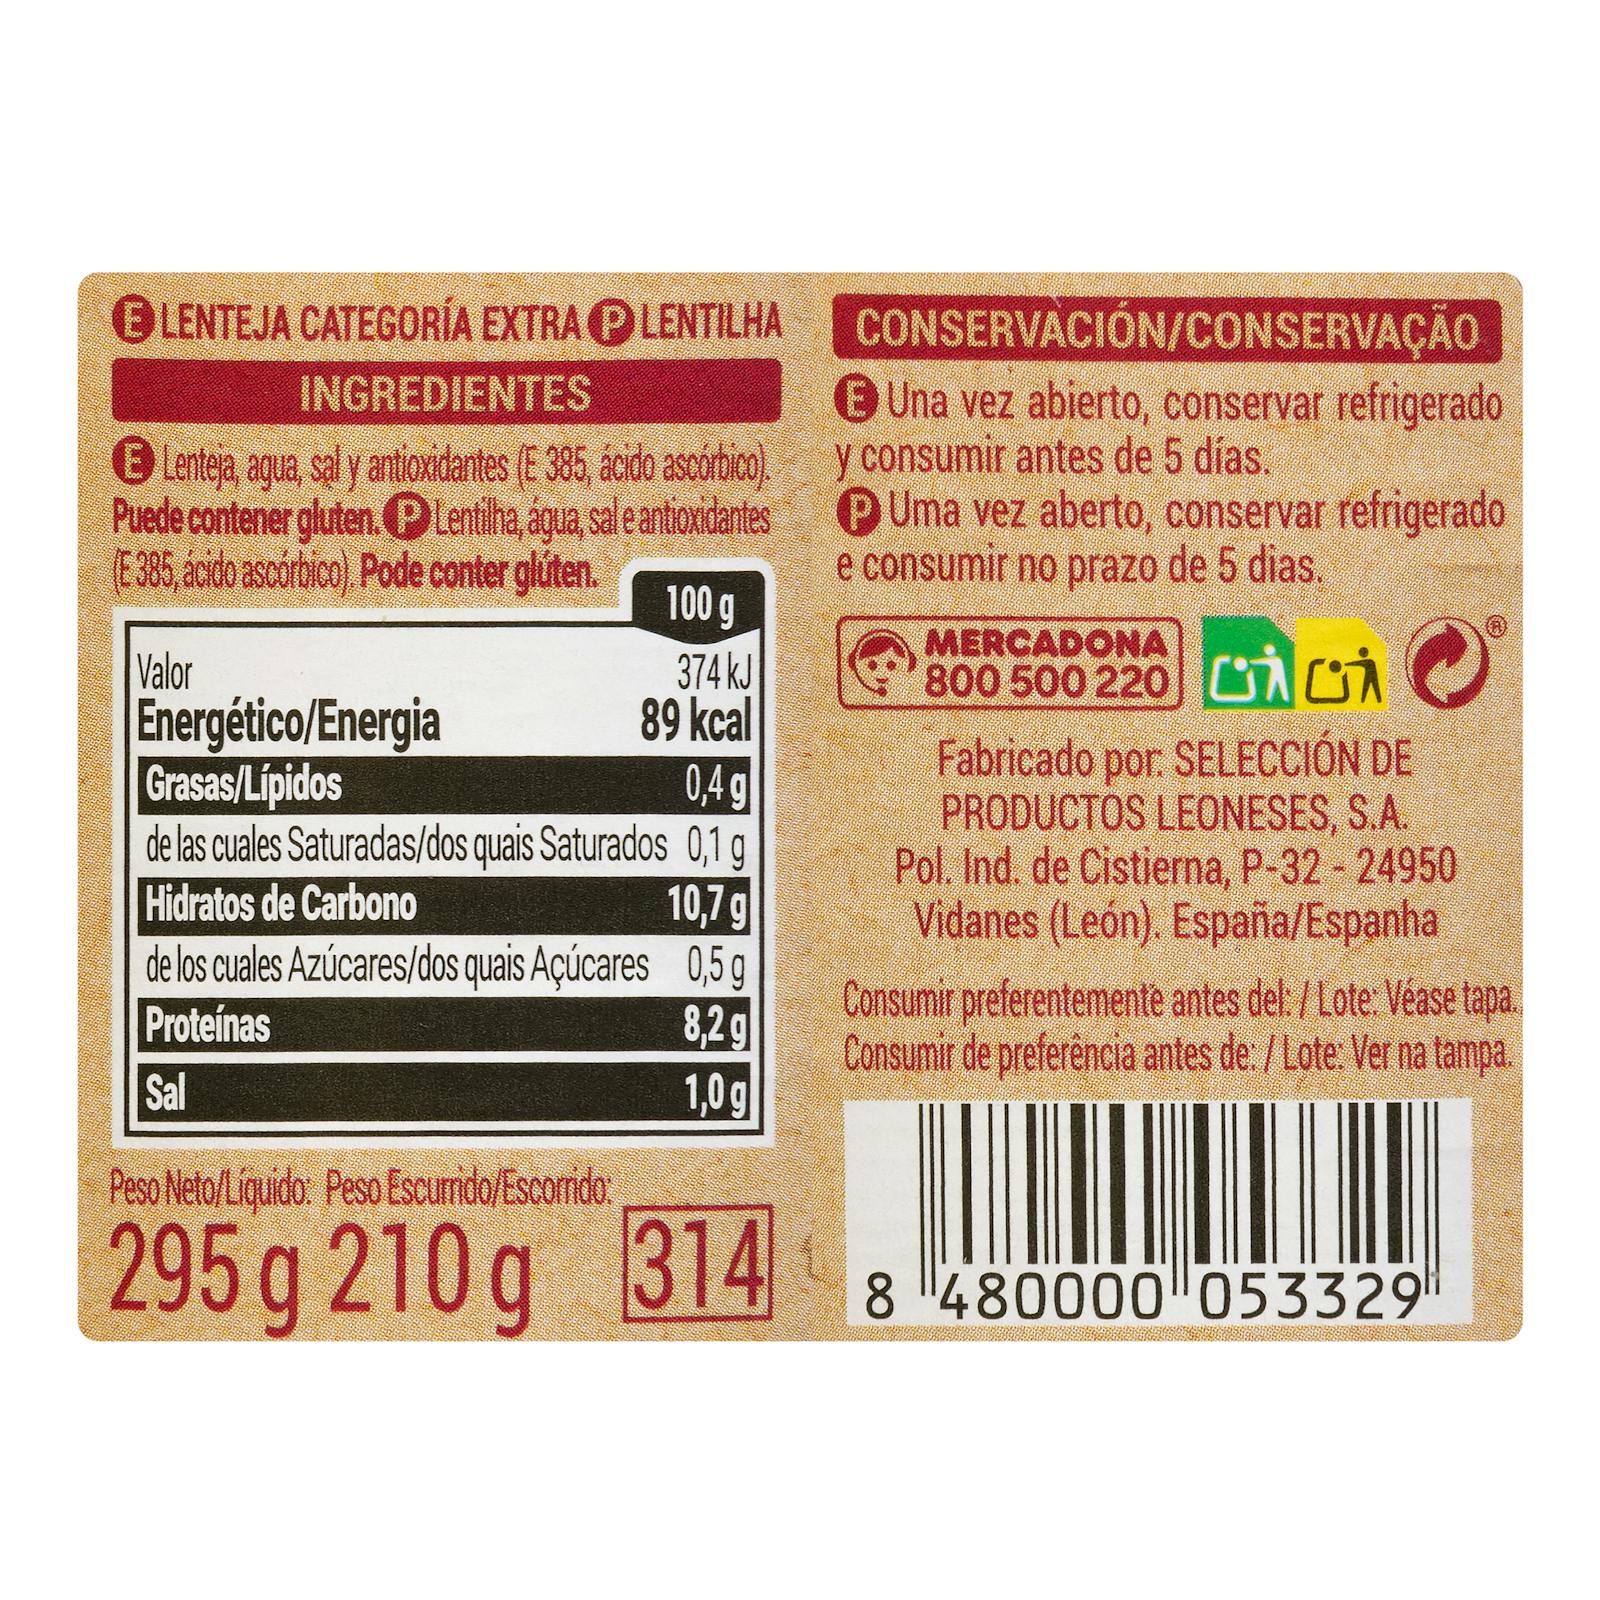 E LENTEJA CATEGORÍA EXTRA P LENTILHA
INGREDIENTES
E Lenteja, agua, sal y antioxidantes (E 385, ácido ascórbico).
Puede contener gluten. P Lentilha, água, sal e antioxidantes
(E 385, ácido ascórbico). Pode conter glúten.
100 g
Valor 374 kJ
Energético/Energia 89 kcal
Grasas/Lípidos 0,4 g
de las cuales Saturadas/dos quais Saturados 0,1 g
Hidratos de Carbono 10,7 g
de los cuales Azúcares/dos quais Açúcares 0,5 g
Proteínas 8,2 g
Sal 1,0 g
Peso Neto/Líquido: Peso Escurrido/Escorrido:
295 g 210 g 314
CONSERVACIÓN/CONSERVAÇÃO
E Una vez abierto, conservar refrigerado
y consumir antes de 5 días.
P Uma vez aberto, conservar refrigerado
e consumir no prazo de 5 dias.
MERCADONA
800 500 220
®
Fabricado por: SELECCIÓN DE
PRODUCTOS LEONESES, S.A.
Pol. Ind. de Cistierna, P-32 - 24950
Vidanes (León). España/Espanha
Consumir preferentemente antes del: / Lote: Véase tapa.
Consumir de preferência antes de: / Lote: Ver na tampa.
8 480000 053329